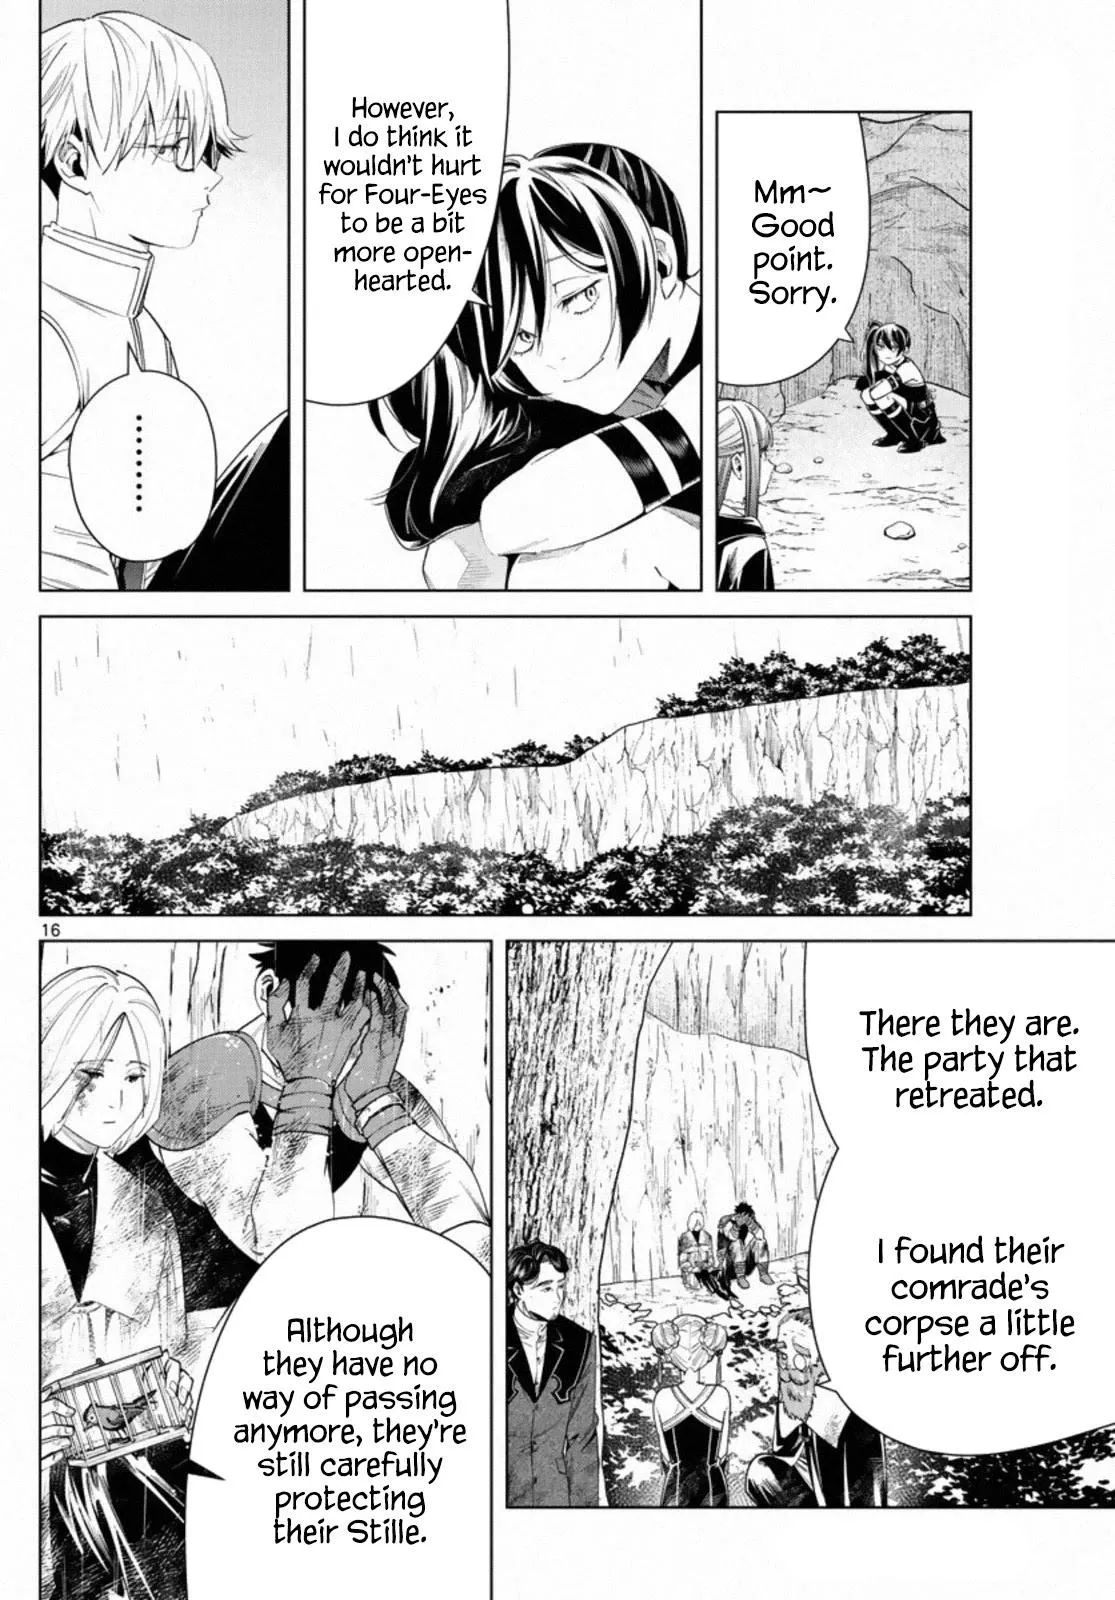 Mm~
Good
point.
Sorry.
However,
I do think it
wouldn't hurt
for Four-Eyes
to be a bit
more open-
hearted.
.........
16
There they are.
The party that
retreated.
I found their
comrade's
corpse a little
further off.
Although
they have no
way of passing
anymore, they're
still carefully
protecting
their Stille.